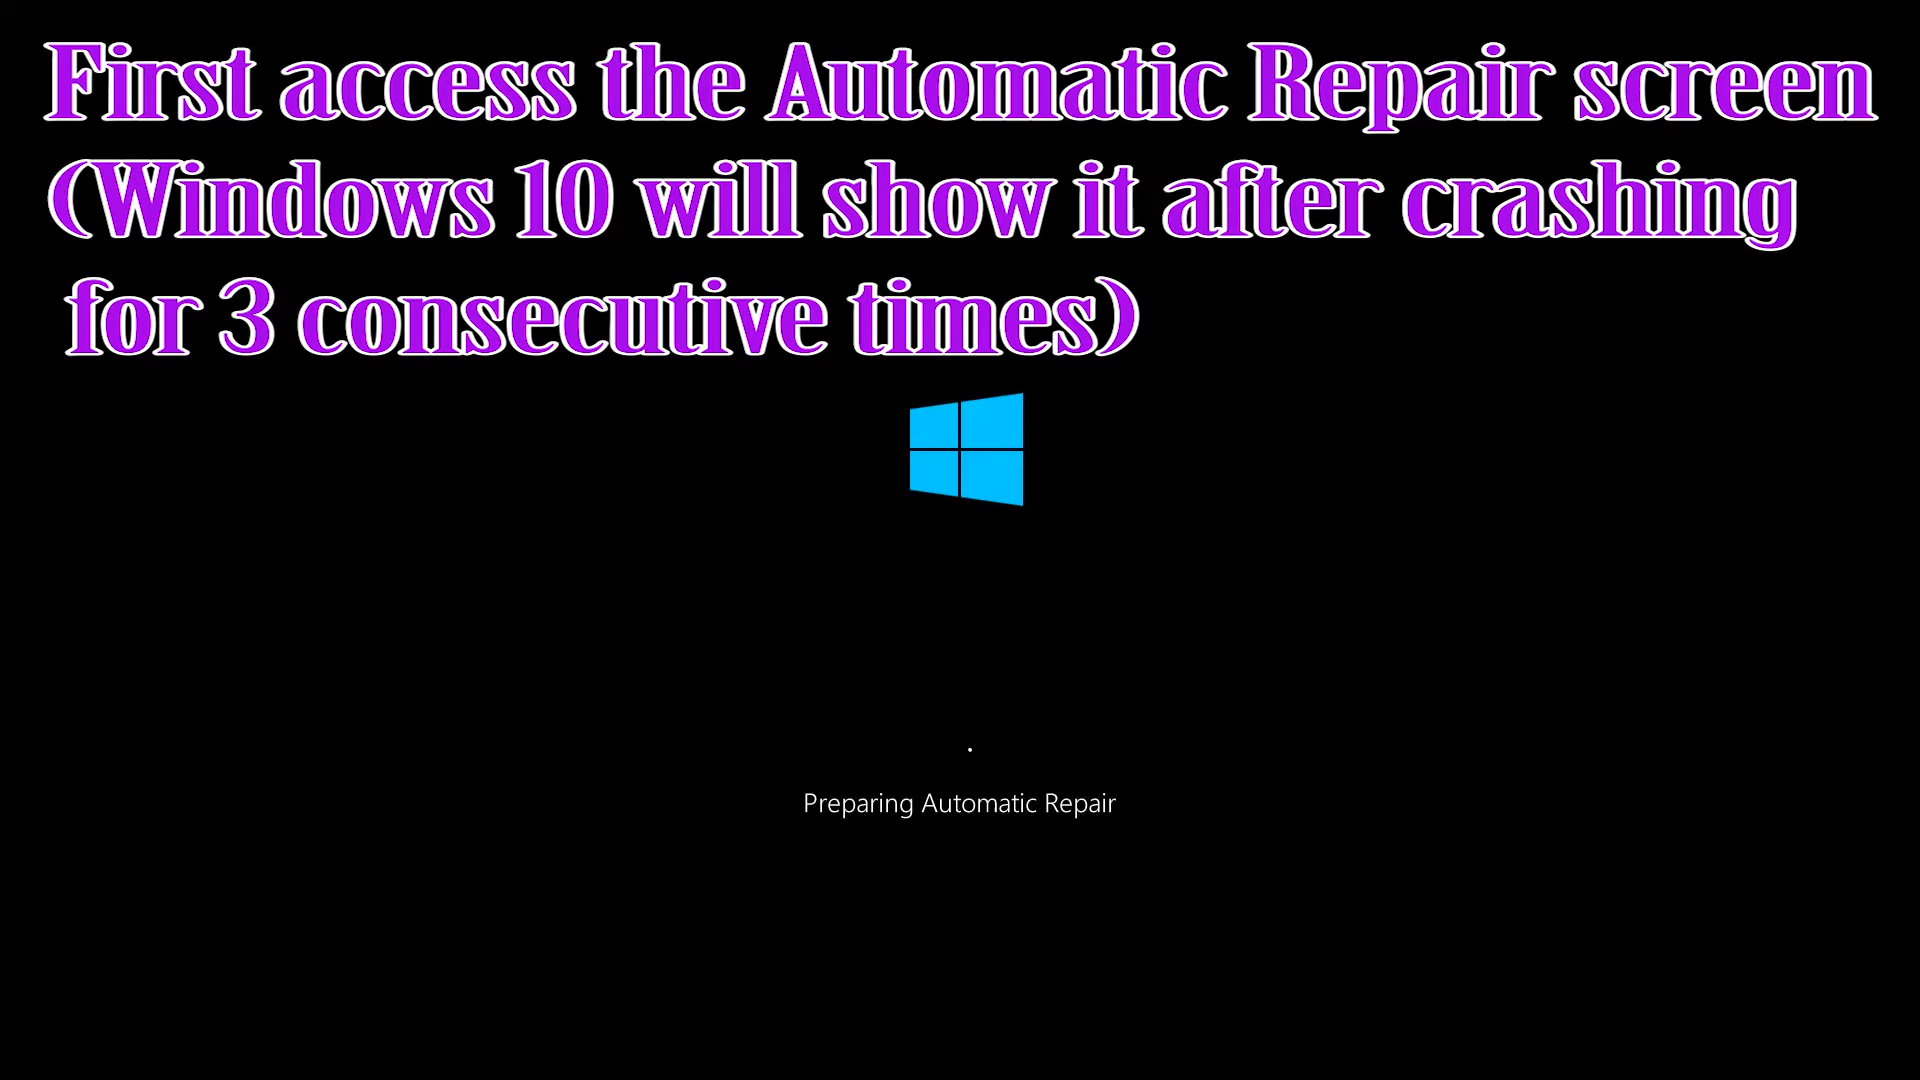 First access the Automatic Repair screen
(Windows 10 will show it after crashing
for 3 consecutive times)
Preparing Automatic Repair